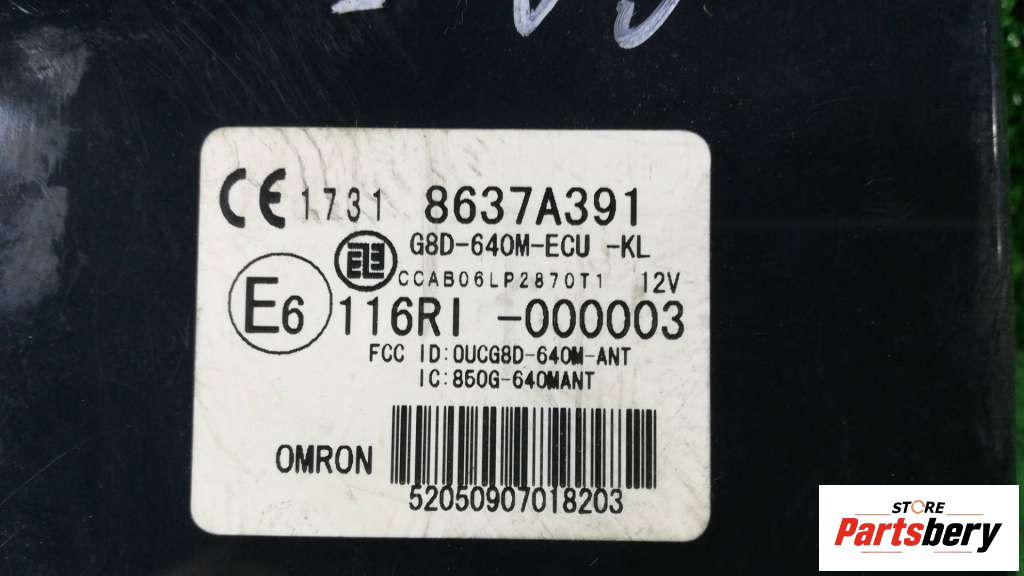 CE 1731 8637A391
G8D-640M-ECU -KL
CCAB06LP2870T1 12V
E6 116RI -000003
FCC ID:OUCG8D-640M-ANT
IC:850G-640MANT
OMRON
52050907018203
STORE
Partsbery